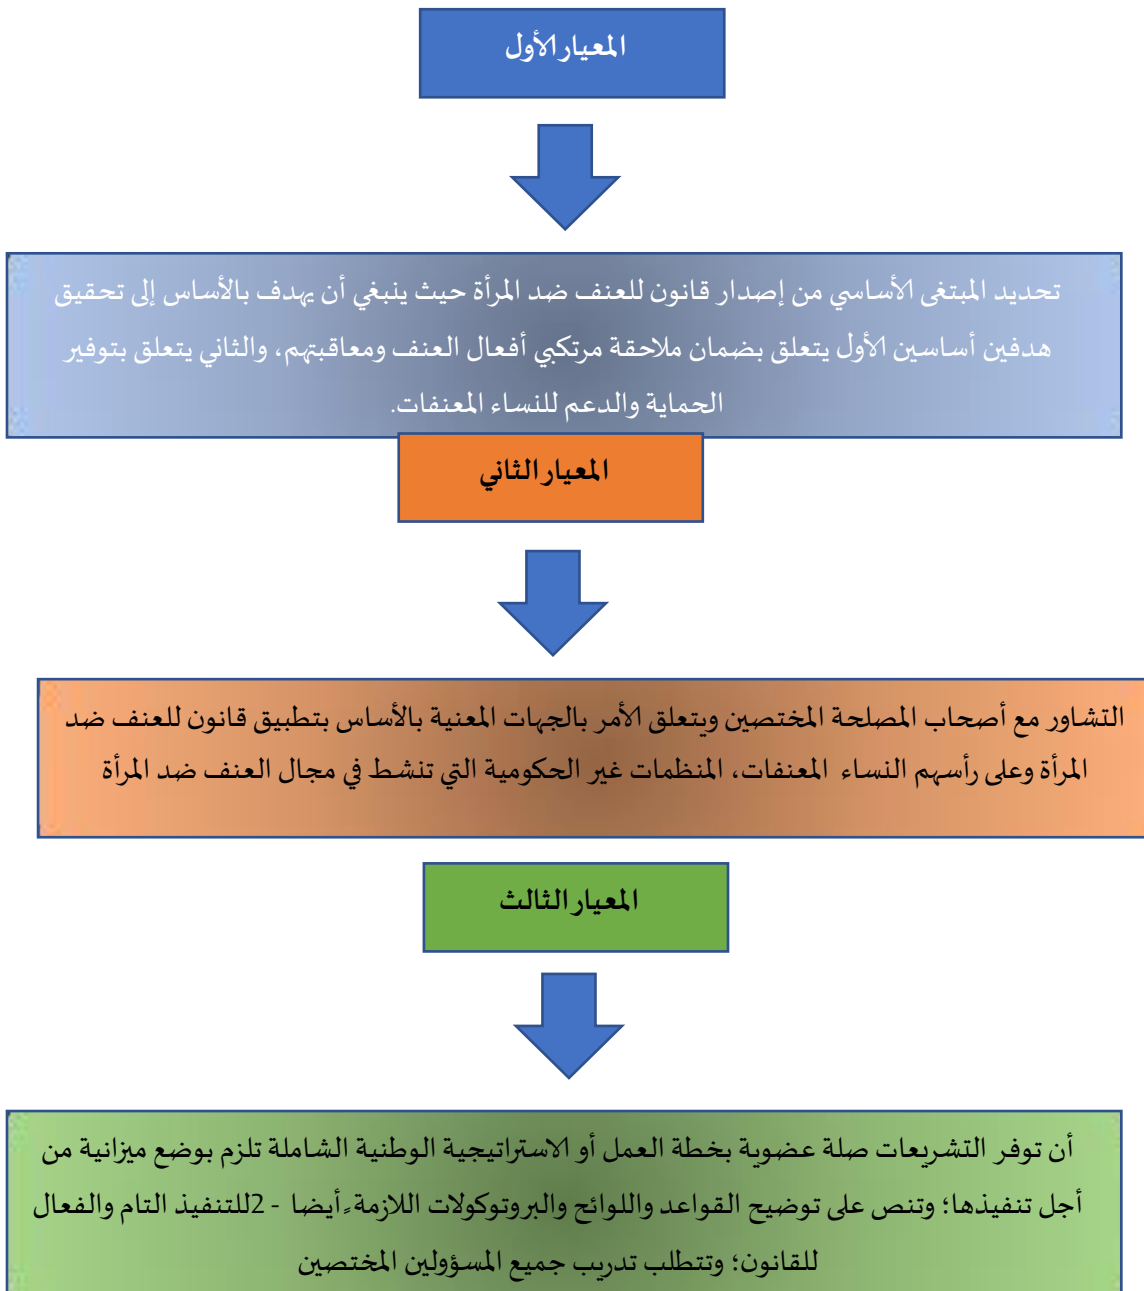 المعيار الأول
تحديد المبتغى الأساسي من إصدار قانون للعنف ضد المرأة حيث ينبغي أن يهدف بالأساس إلى تحقيق
هدفين أساسين الأول يتعلق بضمان ملاحقة مرتكبي أفعال العنف ومعاقبتهم، والثاني يتعلق بتوفير
الحماية والدعم للنساء المعنفات.
المعيار الثاني
التشاور مع أصحاب المصلحة المختصين ويتعلق الأمر بالجهات المعنية بالأساس بتطبيق قانون للعنف ضد
المرأة وعلى رأسهم النساء المعنفات، المنظمات غير الحكومية التي تنشط في مجال العنف ضد المرأة
المعيار الثالث
أن توفر التشريعات صلة عضوية بخطة العمل أو الاستراتيجية الوطنية الشاملة تلزم بوضع ميزانية من
أجل تنفيذها؛ وتنص على توضيح القواعد واللوائح والبروتوكولات اللازمة،أيضا - 2للتنفيذ التام والفعال
للقانون؛ وتتطلب تدريب جميع المسؤولين المختصين